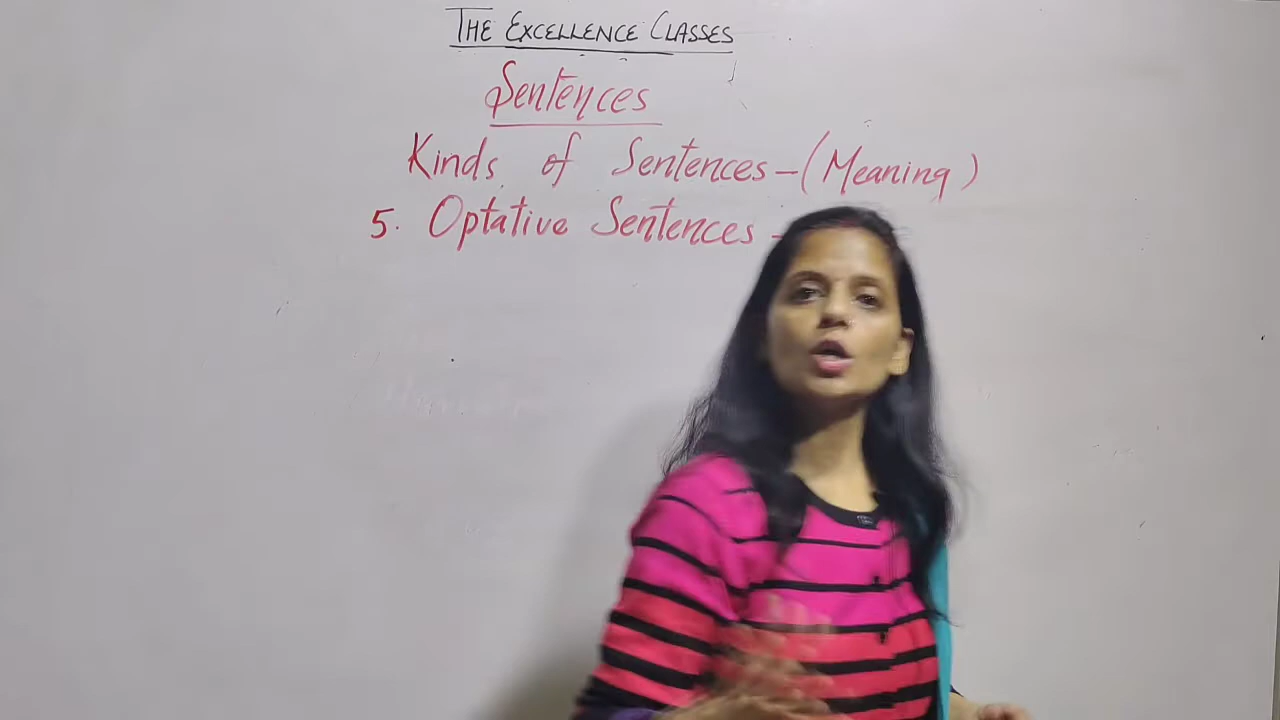 THE EXCELLENCE CLASSES
Sentences
Kinds of Sentences - (Meaning)
5. Optative Sentences -